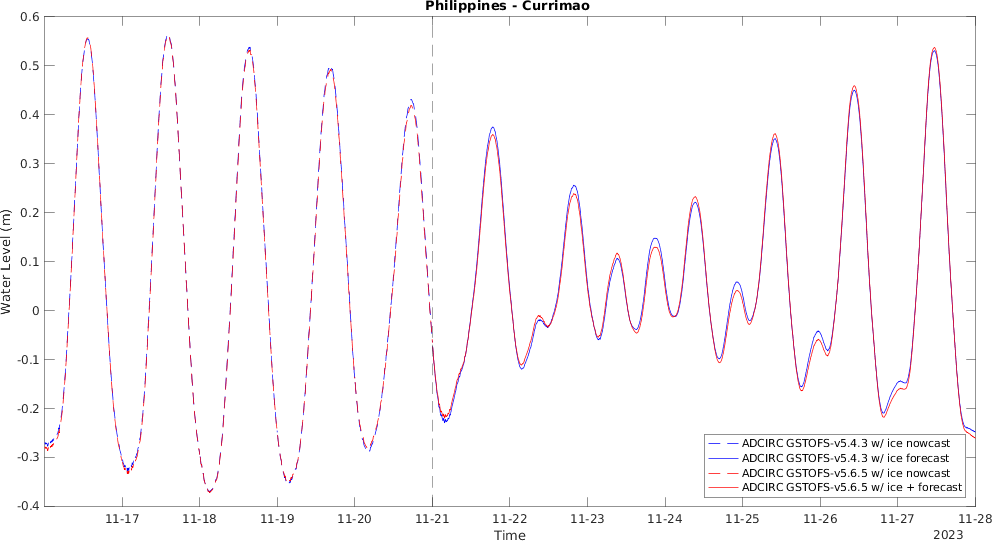 Philippines - Currimao
0.6
0.5
0.4
0.3
0.2
0.1
0
-0.1
-0.2
-0.3
-0.4
Water Level (m)
ADCIRC GSTOFS-v5.4.3 w/ ice nowcast
ADCIRC GSTOFS-v5.4.3 w/ ice forecast
ADCIRC GSTOFS-v5.6.5 w/ ice nowcast
ADCIRC GSTOFS-v5.6.5 w/ ice + forecast
11-17 11-18 11-19 11-20 11-21 11-22 11-23 11-24 11-25 11-26 11-27 11-28
Time
2023